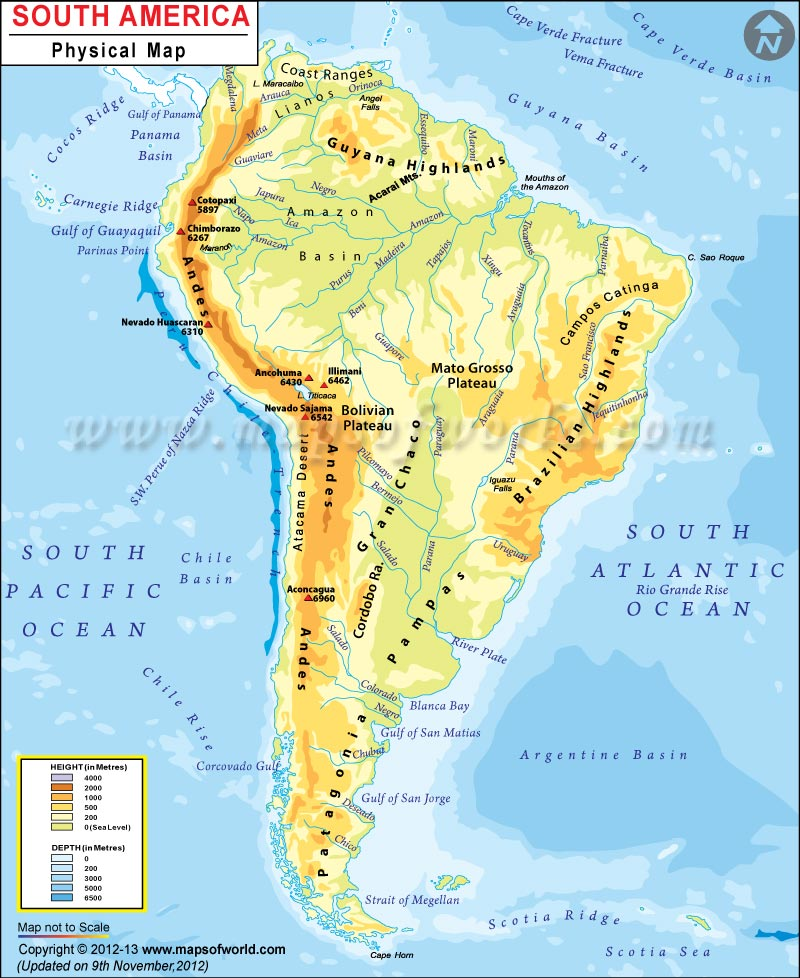 SOUTH AMERICA
Physical Map
N
Cape Verde Fracture
Cape Verde Basin
Vema Fracture
Guyana Basin
Coast Ranges
L. Maracaibo
Magdalena
Arauca
Orinoca
Lianos
Angel
Falls
Meta
Guaviare
Essequibo
Maroni
Guyana Highlands
Acarai Mts.
Cocos Ridge
Gulf of Panama
Panama
Basin
Carnegie Ridge
Gulf of Guayaquil
Parinas Point
Cotopaxi
5897
Chimborazo
6267
Napo
Japura
Ica
Negro
Amazon
Basin
Amazon
Maranon
Amazon
Mouths of
the Amazon
Purus
Madeira
Tapajos
Xingu
Tocantins
Araguaia
Parnaiba
C. Sao Roque
Campos Catinga
Andes
Nevado Huascaran
6310
Peru Chile Trench
Beni
Guapore
Mato Grosso
Plateau
Sao Francisco
Brazilian Highlands
Jequitinhonha
Ancohuma
6430
Illimani
6462
L. Titicaca
Nevado Sajama
6542
Bolivian
Plateau
Araguaia
Paraguay
Parana
www.mapsofworld.com
S.W. Perue of Nazca Ridge
Atacama Desert
Andes
Pilcomayo
Bermejo
Gran Chaco
Iguazu
Falls
Salado
Parana
Uruguay
SOUTH
PACIFIC
OCEAN
Chile
Basin
Aconcagua
6960
Cordobo Ra.
Pampas
SOUTH
ATLANTIC
Rio Grande Rise
OCEAN
Andes
Salado
River Plate
Colorado
Negro
Blanca Bay
Gulf of San Matias
Chile Rise
Corcovado Gulf
Chubut
Patagonia
Argentine Basin
Gulf of San Jorge
Deseado
Chico
Strait of Megellan
Scotia Ridge
Scotia Sea
Cape Horn
HEIGHT (in Metres)
4000
2000
1000
500
200
0 (Sea Level)
DEPTH (in Metres)
0
200
3000
5000
6500
Map not to Scale
Copyright © 2012-13 www.mapsofworld.com
(Updated on 9th November,2012)